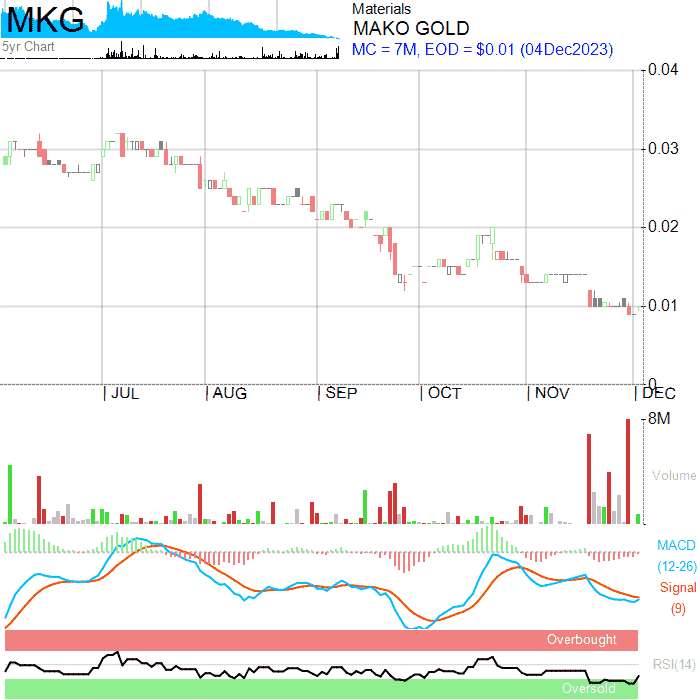 MKG
5yr Chart
Materials
MAKO GOLD
MC = 7M, EOD = $0.01 (04Dec2023)
0.04
0.03
0.02
0.01
0
JUL AUG SEP OCT NOV DEC
8M
Volume
MACD
(12-26)
Signal
(9)
Overbought
RSI(14)
Oversold